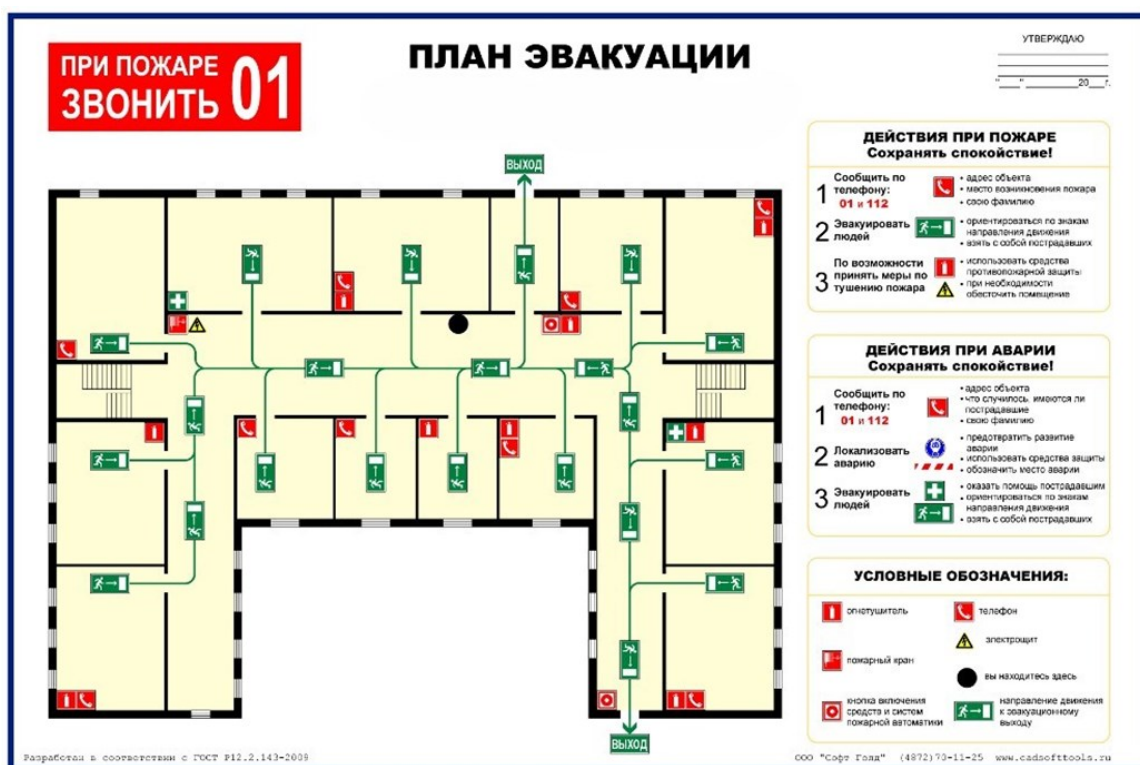 ПРИ ПОЖАРЕ
ЗВОНИТЬ 01
ПЛАН ЭВАКУАЦИИ
УТВЕРЖДАЮ
"___" ________20__г.
ВЫХОД
ДЕЙСТВИЯ ПРИ ПОЖАРЕ
Сохранять спокойствие!
1 Сообщить по
телефону:
01 и 112
• адрес объекта
• место возникновения пожара
• свою фамилию
2 Эвакуировать
людей
• ориентироваться по знакам
направления движения
• взять с собой пострадавших
3 По возможности
принять меры по
тушению пожара
• использовать средства
противопожарной защиты
• при необходимости
обесточить помещение
ДЕЙСТВИЯ ПРИ АВАРИИ
Сохранять спокойствие!
1 Сообщить по
телефону:
01 и 112
• адрес объекта
• что случилось, имеются ли
пострадавшие
• свою фамилию
2 Локализовать
аварию
• предотвратить развитие
аварии
• использовать средства защиты
• обозначить место аварии
3 Эвакуировать
людей
• оказать помощь пострадавшим
• ориентироваться по знакам
направления движения
• взять с собой пострадавших
УСЛОВНЫЕ ОБОЗНАЧЕНИЯ:
огнетушитель
телефон
электрощит
пожарный кран
вы находитесь здесь
кнопка включения
средств и систем
пожарной автоматики
направление движения
к эвакуационному
выходу
ВЫХОД
Разработан в соответствии с ГОСТ Р12.2.143-2009
ООО "Софт Голд" (4872)70-11-25 www.cadsofttools.ru